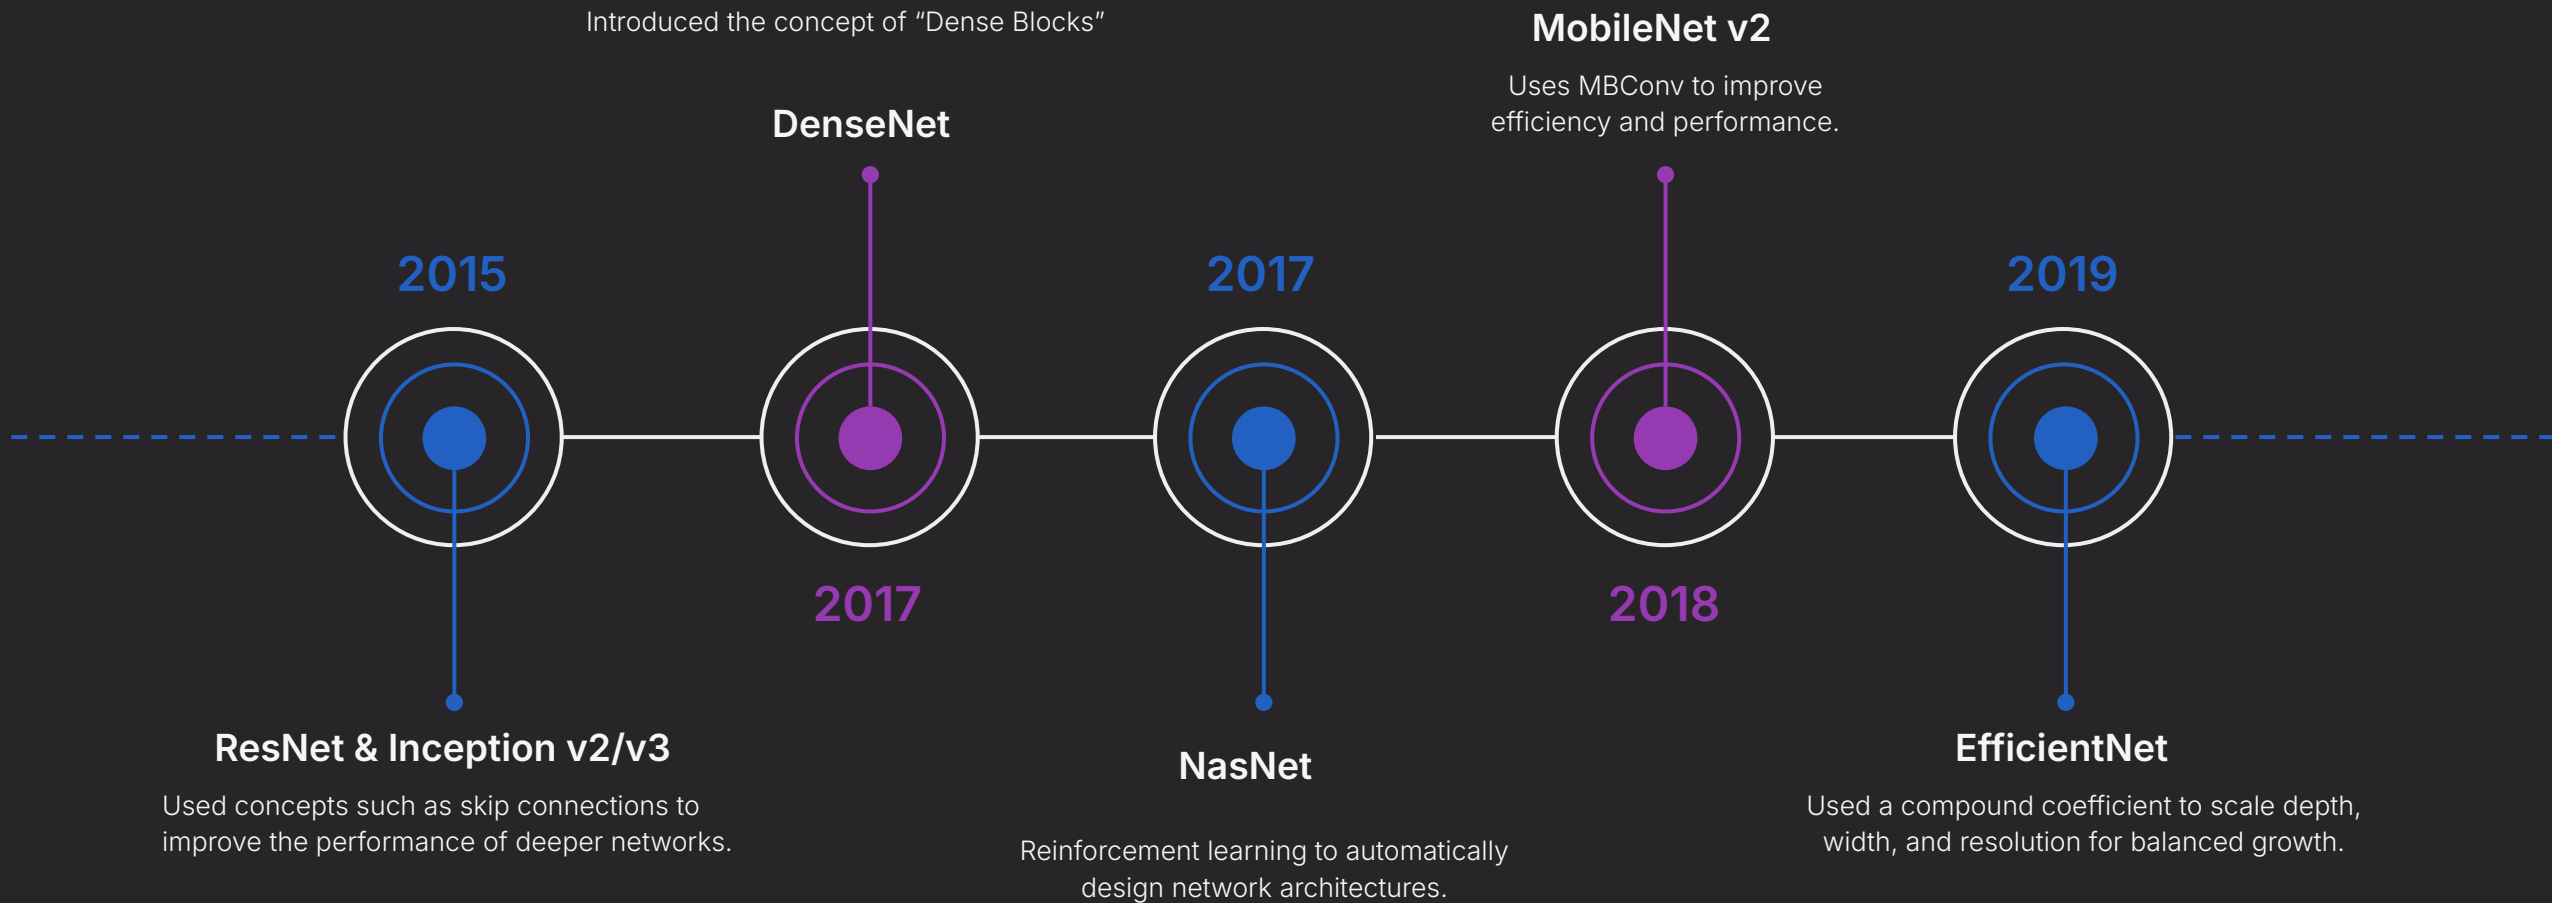 Introduced the concept of “Dense Blocks”
DenseNet
MobileNet v2
Uses MBConv to improve
efficiency and performance.
2015
2017
2019
2017
2018
ResNet & Inception v2/v3
Used concepts such as skip connections to
improve the performance of deeper networks.
NasNet
Reinforcement learning to automatically
design network architectures.
EfficientNet
Used a compound coefficient to scale depth,
width, and resolution for balanced growth.